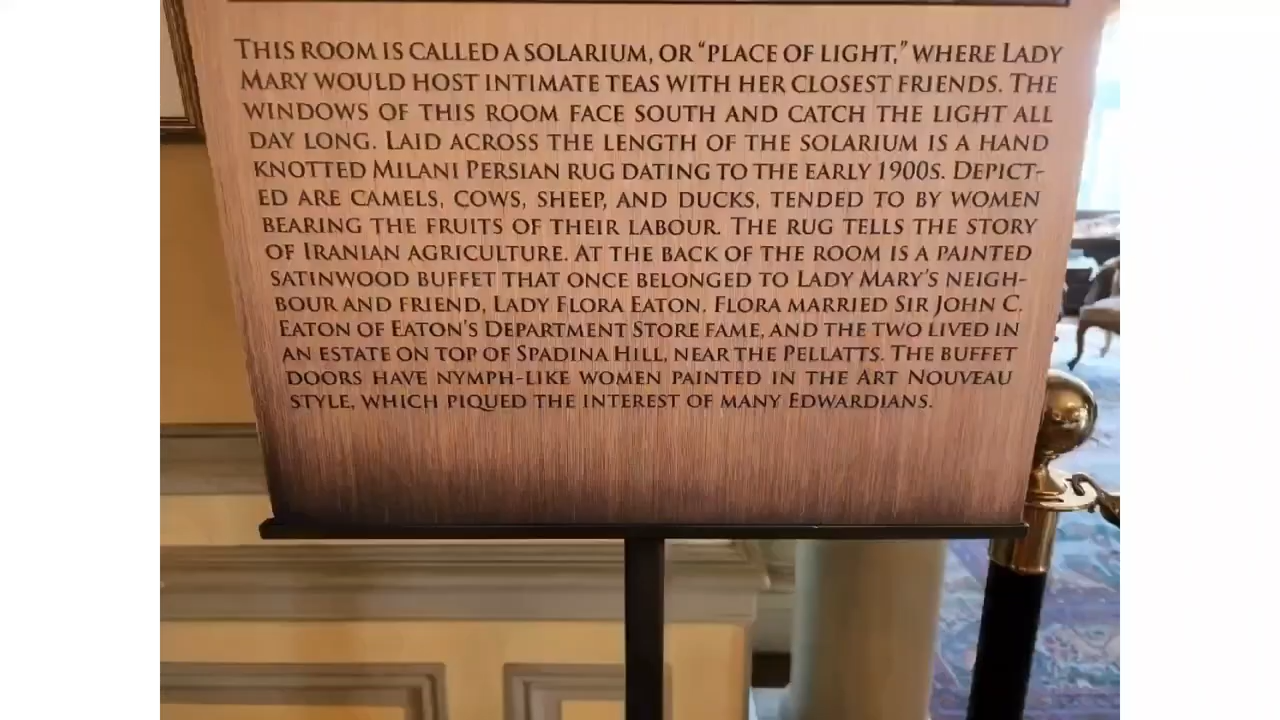 THIS ROOM IS CALLED A SOLARIUM, OR “PLACE OF LIGHT,” WHERE LADY
MARY WOULD HOST INTIMATE TEAS WITH HER CLOSEST FRIENDS. THE
WINDOWS OF THIS ROOM FACE SOUTH AND CATCH THE LIGHT ALL
DAY LONG. LAID ACROSS THE LENGTH OF THE SOLARIUM IS A HAND
KNOTTED MILANI PERSIAN RUG DATING TO THE EARLY 1900S. DEPICT-
ED ARE CAMELS, COWS, SHEEP, AND DUCKS, TENDED TO BY WOMEN
BEARING THE FRUITS OF THEIR LABOUR. THE RUG TELLS THE STORY
OF IRANIAN AGRICULTURE. AT THE BACK OF THE ROOM IS A PAINTED
SATINWOOD BUFFET THAT ONCE BELONGED TO LADY MARY’S NEIGH-
BOUR AND FRIEND, LADY FLORA EATON. FLORA MARRIED SIR JOHN C.
EATON OF EATON’S DEPARTMENT STORE FAME, AND THE TWO LIVED IN
AN ESTATE ON TOP OF SPADINA HILL, NEAR THE PELLATTS. THE BUFFET
DOORS HAVE NYMPH-LIKE WOMEN PAINTED IN THE ART NOUVEAU
STYLE, WHICH PIQUED THE INTEREST OF MANY EDWARDIANS.